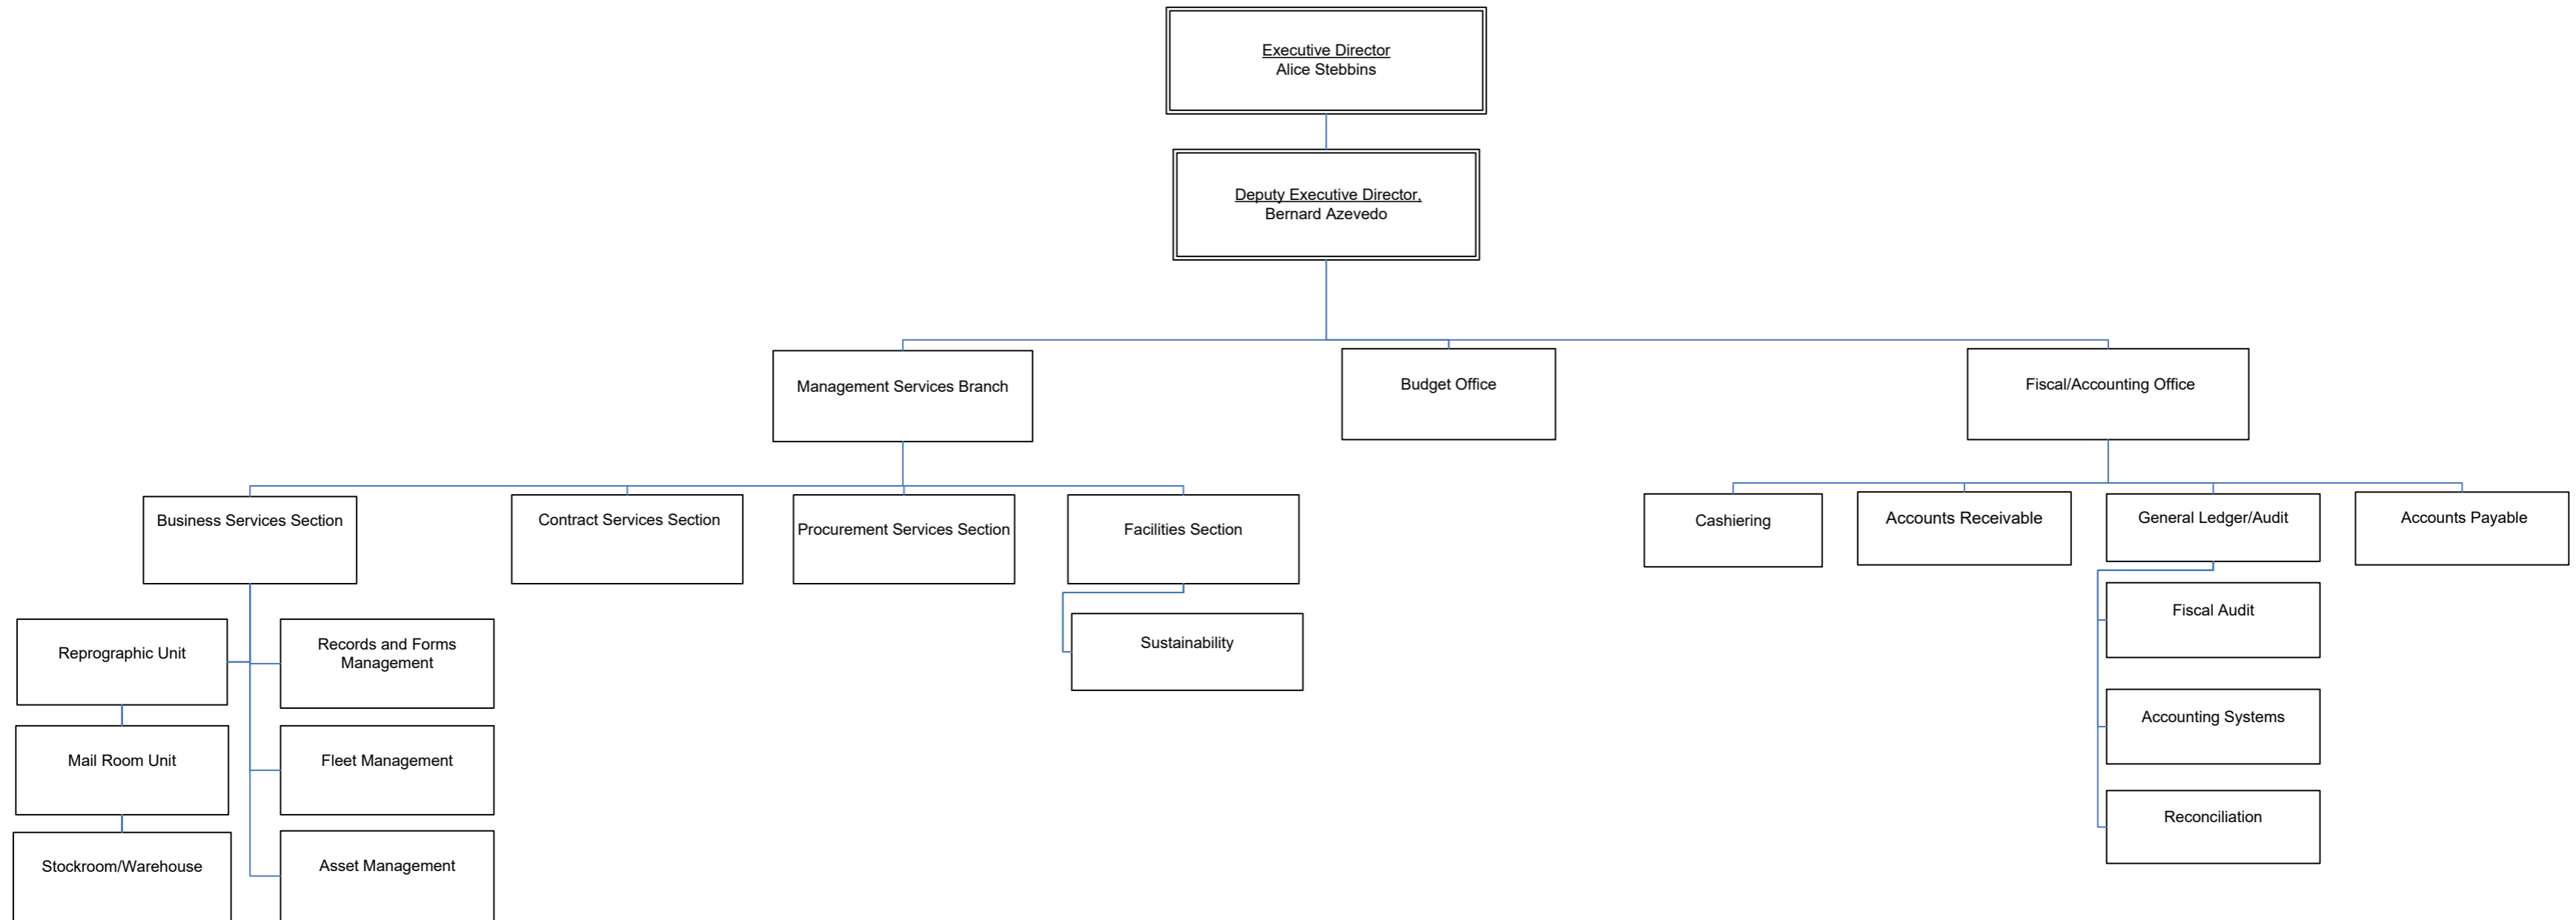 Executive Director
Alice Stebbins
Deputy Executive Director,
Bernard Azevedo
Management Services Branch
Budget Office
Fiscal/Accounting Office
Business Services Section
Contract Services Section
Procurement Services Section
Facilities Section
Cashiering
Accounts Receivable
General Ledger/Audit
Accounts Payable
Reprographic Unit
Records and Forms
Management
Sustainability
Fiscal Audit
Mail Room Unit
Fleet Management
Accounting Systems
Stockroom/Warehouse
Asset Management
Reconciliation